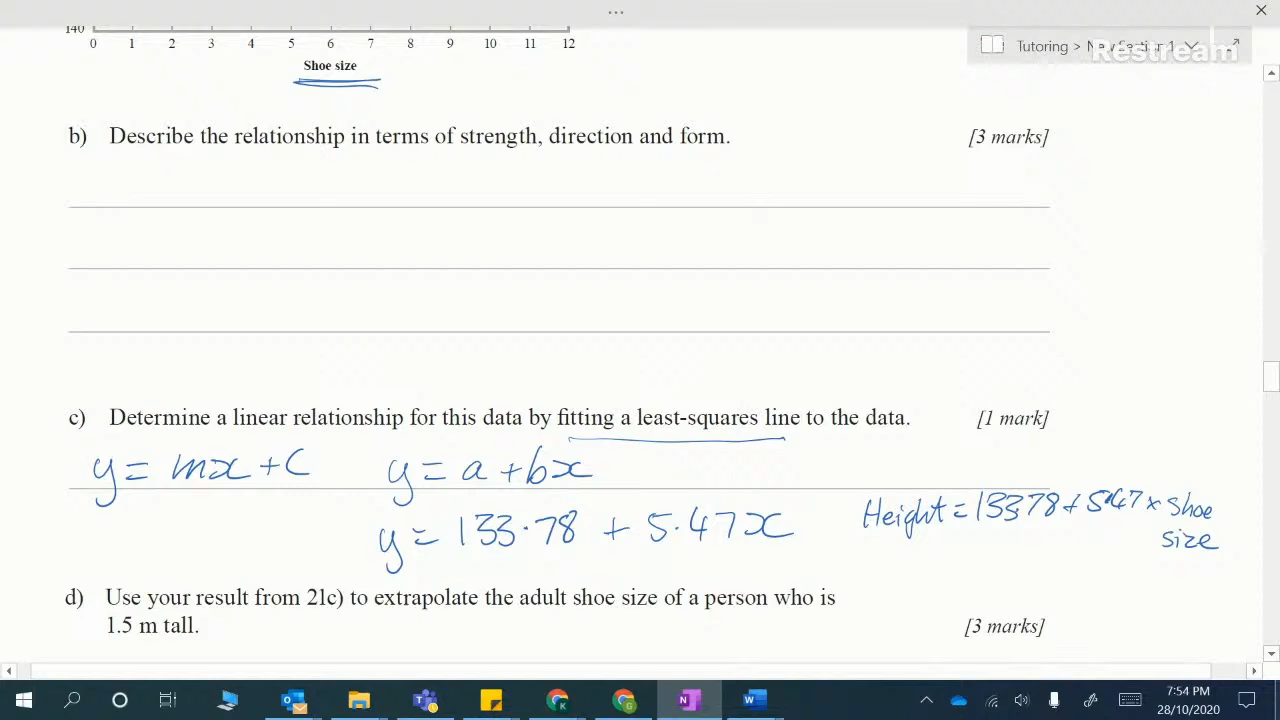 140
0 1 2 3 4 5 6 7 8 9 10 11 12
Shoe size
Tutoring > New Section 1
Restream
b) Describe the relationship in terms of strength, direction and form. [3 marks]
c) Determine a linear relationship for this data by fitting a least-squares line to the data. [1 mark]
y = mx + c y = a + bx
y = 133.78 + 5.47x
Height = 133.78 + 5.47 x shoe
size
d) Use your result from 21c) to extrapolate the adult shoe size of a person who is
1.5 m tall. [3 marks]
7:54 PM
28/10/2020